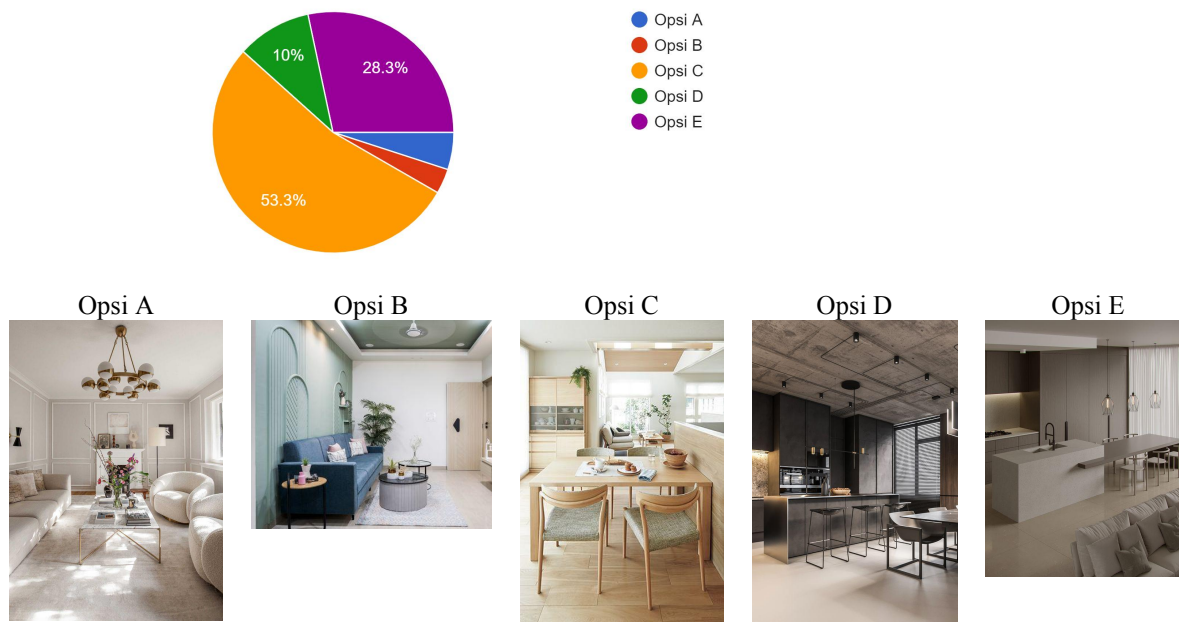 10%
28.3%
53.3%
Opsi A
Opsi B
Opsi C
Opsi D
Opsi E
Opsi A
Opsi B
Opsi C
Opsi D
Opsi E